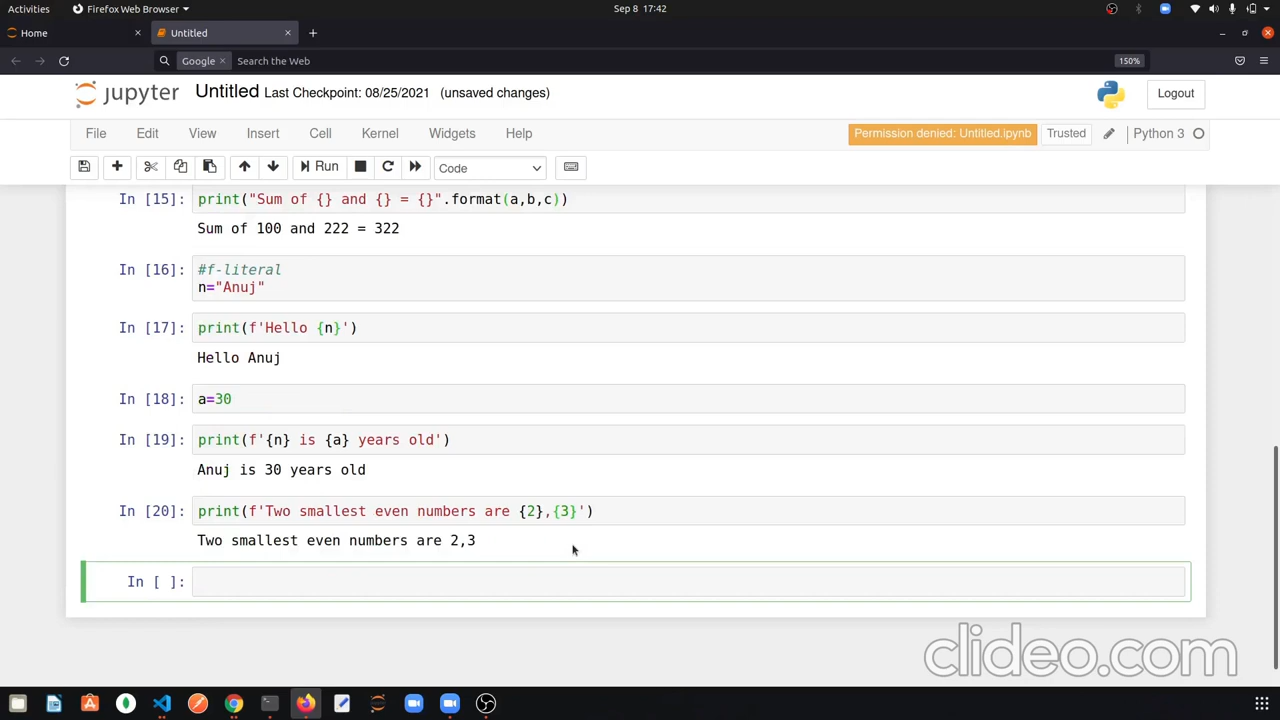 Activities
Firefox Web Browser
Sep 8 17:42
Home
Untitled
Google
Search the Web
150%
jupyter
Untitled Last Checkpoint: 08/25/2021 (unsaved changes)
Logout
File Edit View Insert Cell Kernel Widgets Help
Permission denied: Untitled.ipynb
Trusted
Python 3
Run
Code
In [15]: print("Sum of {} and {} = {}".format(a,b,c))
Sum of 100 and 222 = 322
In [16]: #f-literal
n="Anuj"
In [17]: print(f'Hello {n}')
Hello Anuj
In [18]: a=30
In [19]: print(f'{n} is {a} years old')
Anuj is 30 years old
In [20]: print(f'Two smallest even numbers are {2},{3}')
Two smallest even numbers are 2,3
In [ ]:
clideo.com